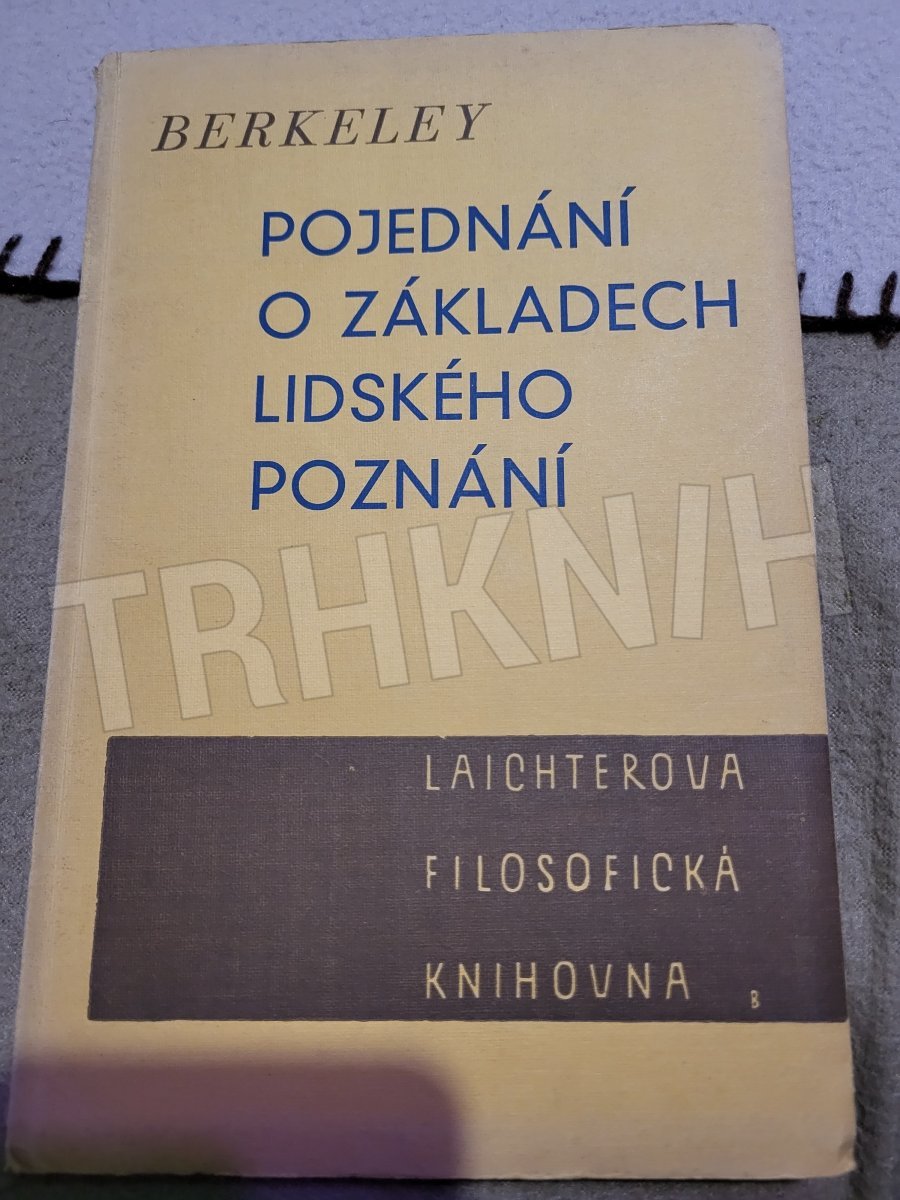 BERKELEY
POJEDNÁNÍ
O ZÁKLADECH
LIDSKÉHO
POZNÁNÍ
TRHKNIH
LAICHTEROVA
FILOSOFICKÁ
KNIHOVNA B